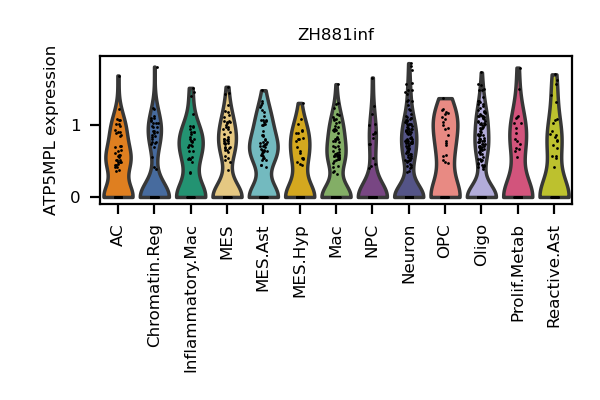 ZH881inf
ATP5MPL expression
1
0
AC
Chromatin.Reg
Inflammatory.Mac
MES
MES.Ast
MES.Hyp
Mac
NPC
Neuron
OPC
Oligo
Prolif.Metab
Reactive.Ast